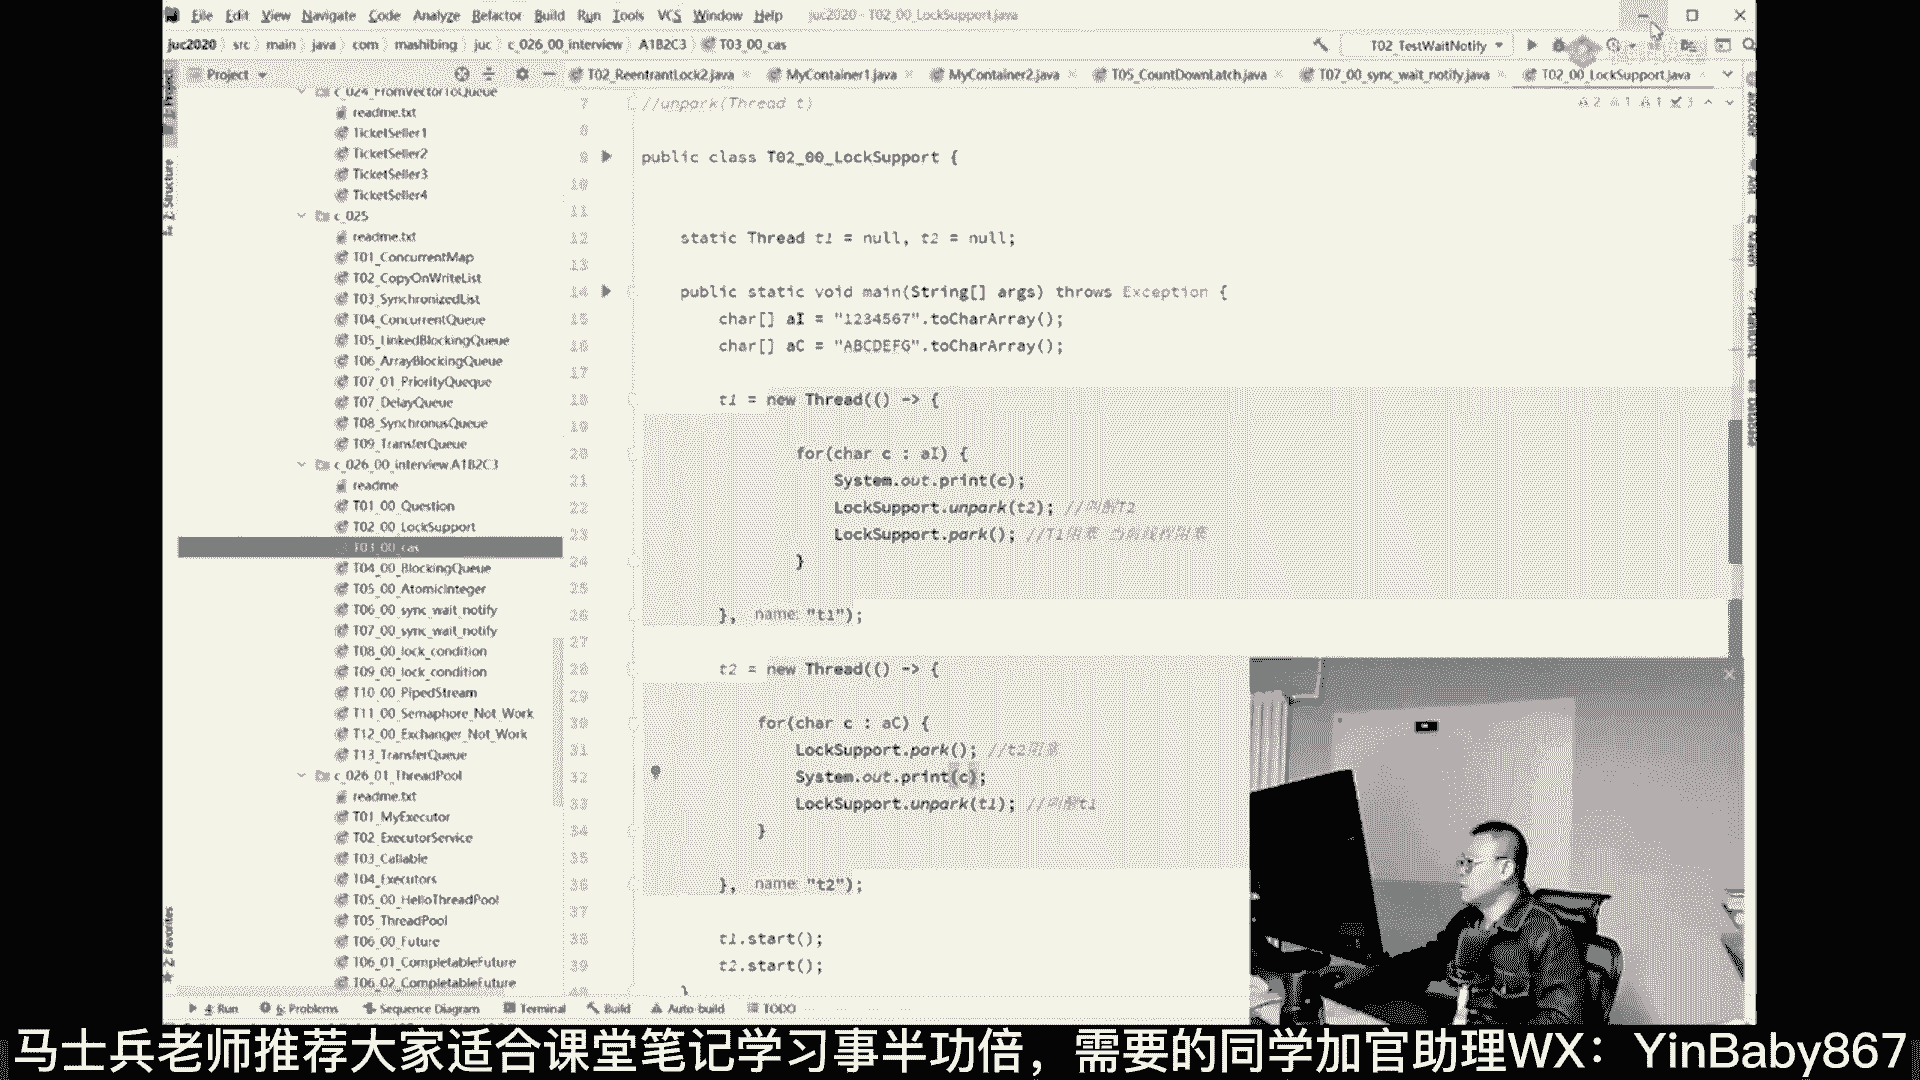 File Edit View Navigate Code Analyze Refactor Build Run Tools VCS Window Help juc2020 - T02_00_LockSupport.java
juc2020 src main java com mashibing juc c_026_00_interview A1B2C3 T03_00_cas T02_TestWaitNotify
Project T02_ReentrantLock2.java MyContainer1.java MyContainer2.java T05_CountDownLatch.java T07_00_sync_wait_notify.java T02_00_LockSupport.java
c_024_FromVectorToQueue
readme.txt
TicketSeller1
TicketSeller2
TicketSeller3
TicketSeller4
c_025
readme.txt
T01_ConcurrentMap
T02_CopyOnWriteList
T03_SynchronizedList
T04_ConcurrentQueue
T05_LinkedBlockingQueue
T06_ArrayBlockingQueue
T07_01_PriorityQueque
T07_DelayQueue
T08_SynchronusQueue
T09_TransferQueue
c_026_00_interview.A1B2C3
readme
T01_00_Question
T02_00_LockSupport
T03_00_cas
T04_00_BlockingQueue
T05_00_AtomicInteger
T06_00_sync_wait_notify
T07_00_sync_wait_notify
T08_00_lock_condition
T09_00_lock_condition
T10_00_PipedStream
T11_00_Semaphore_Not_Work
T12_00_Exchanger_Not_Work
T13_TransferQueue
c_026_01_ThreadPool
readme.txt
T01_MyExecutor
T02_ExecutorService
T03_Callable
T04_Executors
T05_00_HelloThreadPool
T05_ThreadPool
T06_00_Future
T06_01_CompletableFuture
T06_02_CompletableFuture
7 //unpark(Thread t)
8
9 public class T02_00_LockSupport {
10
11
12 static Thread t1 = null, t2 = null;
13
14 public static void main(String[] args) throws Exception {
15 char[] aI = "1234567".toCharArray();
16 char[] aC = "ABCDEFG".toCharArray();
17
18 t1 = new Thread(() -> {
19
20 for(char c : aI) {
21 System.out.print(c);
22 LockSupport.unpark(t2); //叫醒T2
23 LockSupport.park(); //T1阻塞 当前线程阻塞
24 }
25
26 }, name: "t1");
27
28 t2 = new Thread(() -> {
29
30 for(char c : aC) {
31 LockSupport.park(); //t2阻塞
32 System.out.print(c);
33 LockSupport.unpark(t1); //叫醒t1
34 }
35
36 }, name: "t2");
37
38 t1.start();
39 t2.start();
}
1: Project
7: Structure
2: Favorites
Ant
Maven
Database
4: Run 6: Problems Sequence Diagram Terminal Build Auto-build TODO
马士兵老师推荐大家适合课堂笔记学习事半功倍，需要的同学加官助理WX：YinBaby867